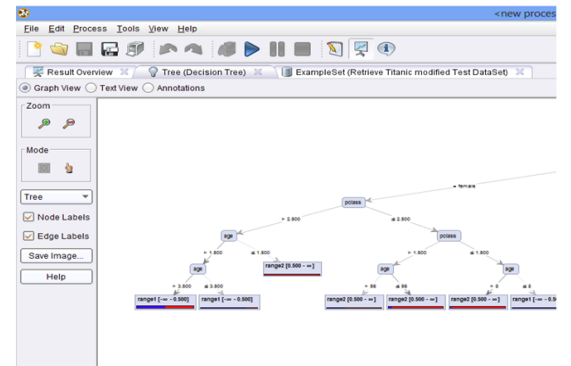 <new proces
File Edit Process Tools View Help
Result Overview Tree (Decision Tree) ExampleSet (Retrieve Titanic modified Test DataSet)
Graph View Text View Annotations
Zoom
Mode
Tree
Node Labels
Edge Labels
Save Image...
Help
= female
pclass
> 2.500 ≤ 2.500
age pclass
> 1.500 ≤ 1.500 > 1.500 ≤ 1.500
age range2 [0.500 - ∞] age age
> 3.500 ≤ 3.500
range1 [-∞ - 0.500] range1 [-∞ - 0.500] range2 [0.500 - ∞] range2 [0.500 - ∞] range2 [0.500 - ∞] range1 [-∞ - 0.5